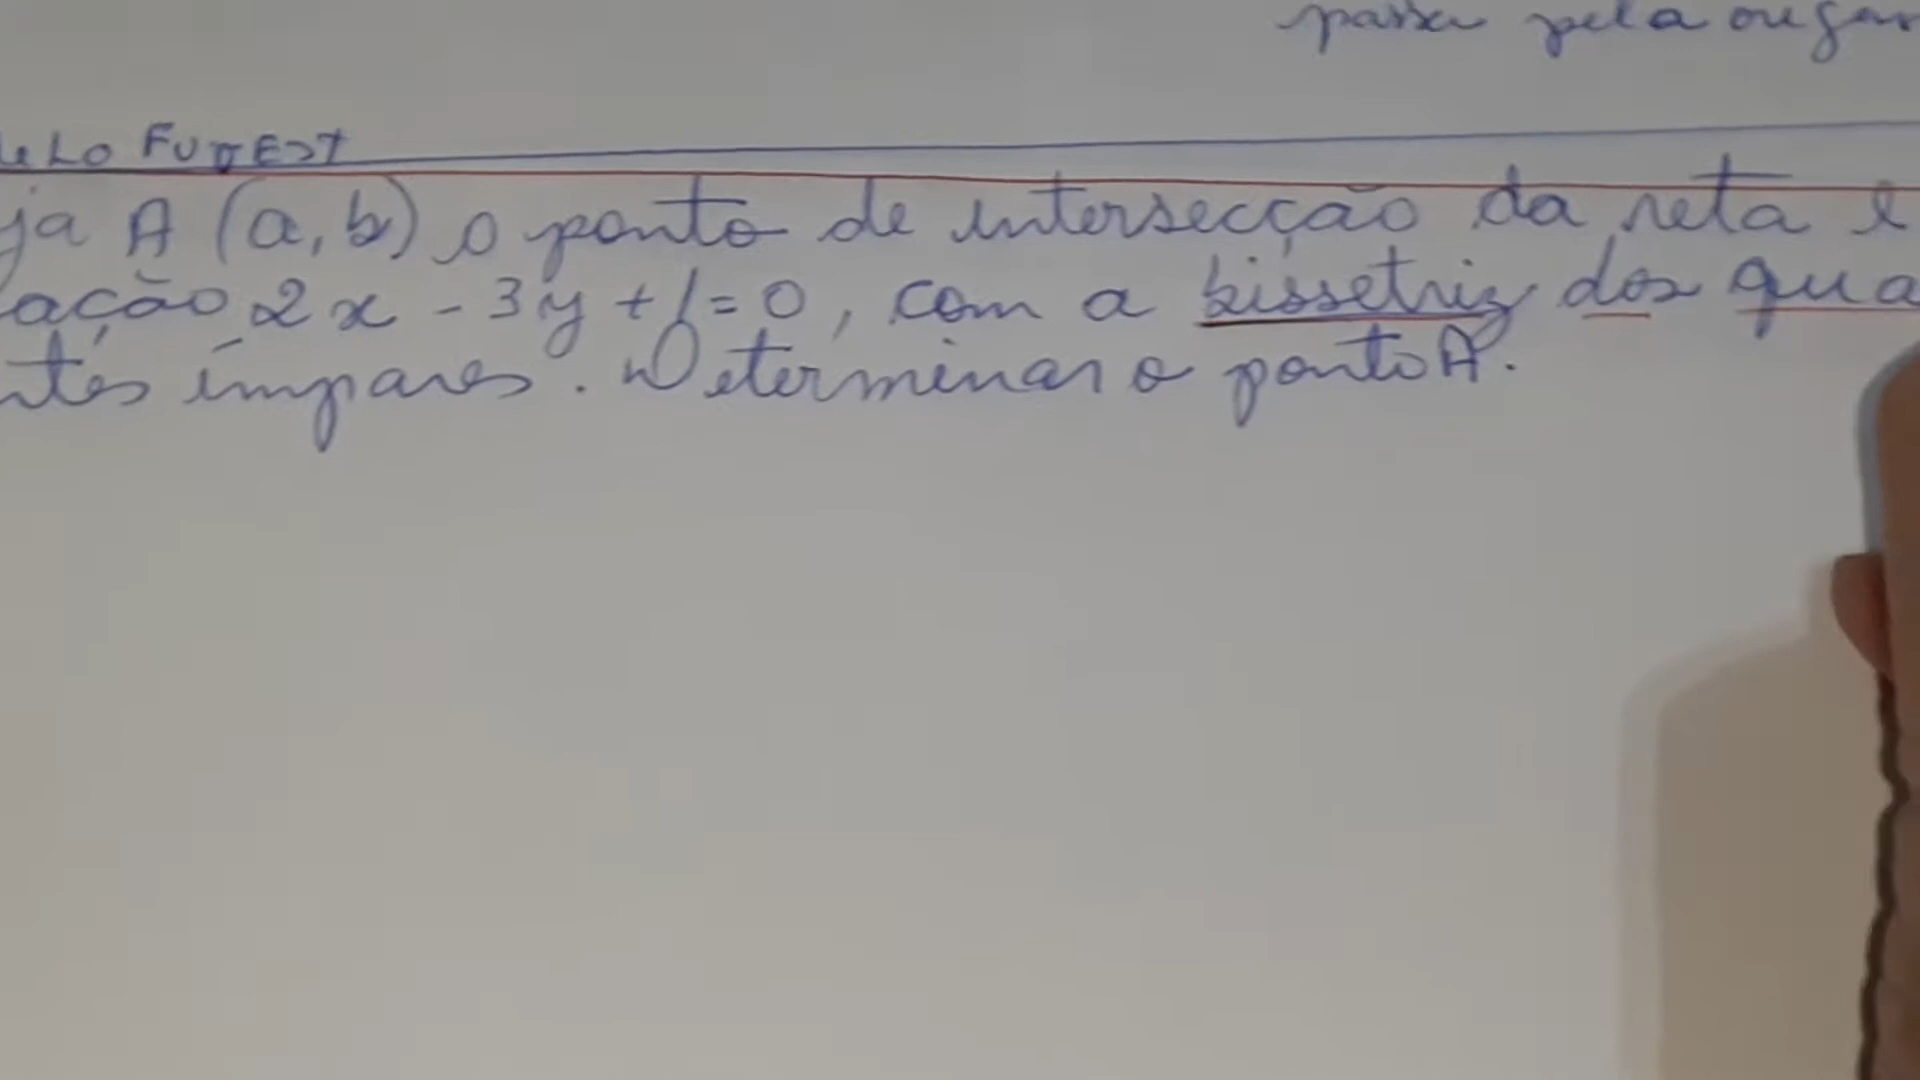 passa pela
eLo FUVEST
ja A (a, b) o ponto de intersecção da reta e
ação 2x - 3y + 1 = 0, com a bissetriz dos qua
ntes ímpares. Determinar o ponto A.